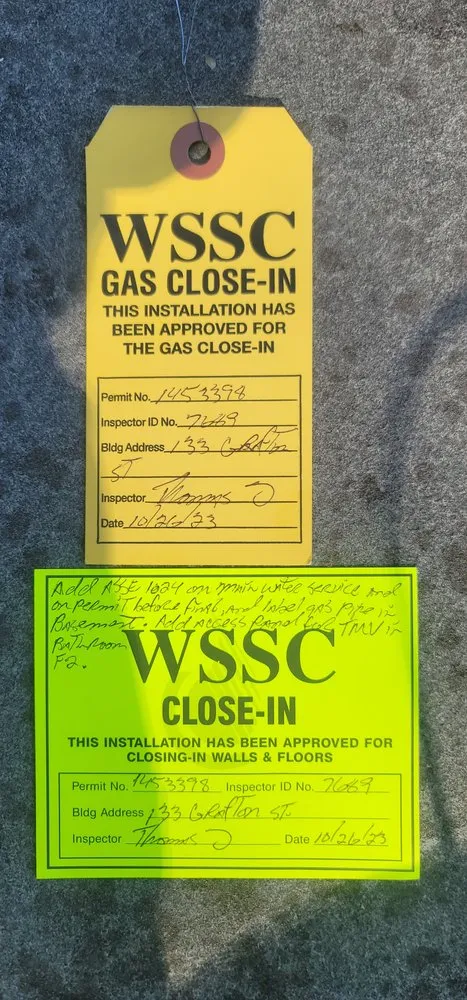 WSSC
GAS CLOSE-IN
THIS INSTALLATION HAS
BEEN APPROVED FOR
THE GAS CLOSE-IN
Permit No. 1453398
Inspector ID No. 7689
Bldg Address 133 Grafton
ST
Inspector Thomas J
Date 10/26/23
Add ASSE 1024 on main water service and
on permit before final, and label gas pipe in
Basement. Add access panel for TMV in
Bathroom
F2.
WSSC
CLOSE-IN
THIS INSTALLATION HAS BEEN APPROVED FOR
CLOSING-IN WALLS & FLOORS
Permit No. 1453398 Inspector ID No. 7689
Bldg Address 133 Grafton ST.
Inspector Thomas J Date 10/26/23